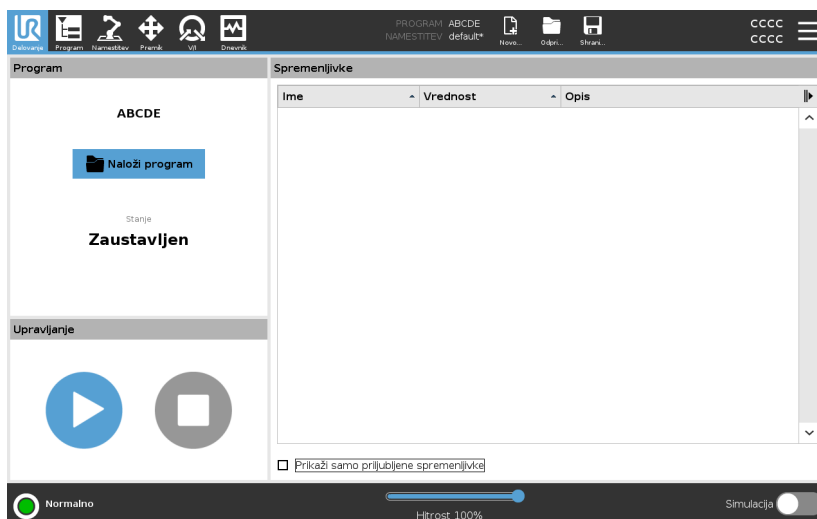 UR
Delovanje
Program
Namestitev
Premik
V/I
Dnevnik
PROGRAM ABCDE
NAMESTITEV default*
Novo...
Odpri...
Shrani...
CCCC
CCCC
Program
ABCDE
Naloži program
Stanje
Zaustavljen
Upravljanje
Spremenljivke
Ime Vrednost Opis
Prikaži samo priljubljene spremenljivke
Normalno
Hitrost 100%
Simulacija